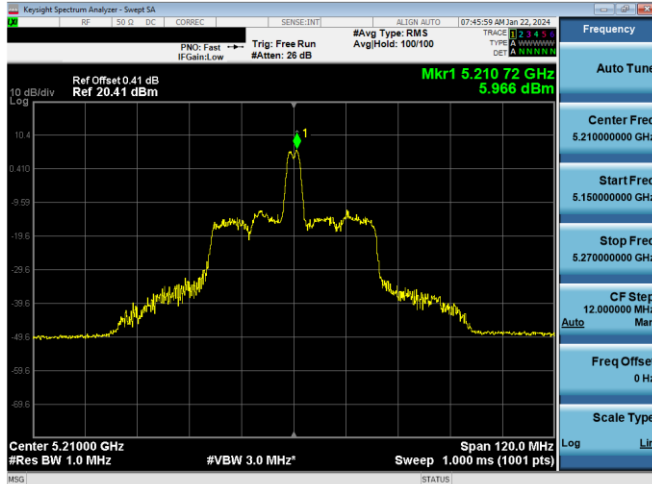 Keysight Spectrum Analyzer - Swept SA
LXI RF 50 Ω DC CORREC SENSE:INT ALIGN AUTO 07:45:59 AM Jan 22, 2024
PNO: Fast
IFGain:Low
Trig: Free Run
#Atten: 26 dB
#Avg Type: RMS
Avg|Hold: 100/100
TRACE 1 2 3 4 5 6
TYPE A WWWWW
DET A N N N N N
Mkr1 5.210 72 GHz
5.966 dBm
Ref Offset 0.41 dB
Ref 20.41 dBm
10 dB/div
Log
1
10.4
0.410
-9.59
-19.6
-29.6
-39.6
-49.6
-59.6
-69.6
Center 5.21000 GHz
Span 120.0 MHz
#Res BW 1.0 MHz
#VBW 3.0 MHz*
Sweep 1.000 ms (1001 pts)
MSG
STATUS
Frequency
Auto Tune
Center Freq
5.210000000 GHz
Start Freq
5.150000000 GHz
Stop Freq
5.270000000 GHz
CF Step
12.000000 MHz
Auto Man
Freq Offset
0 Hz
Scale Type
Log Lin